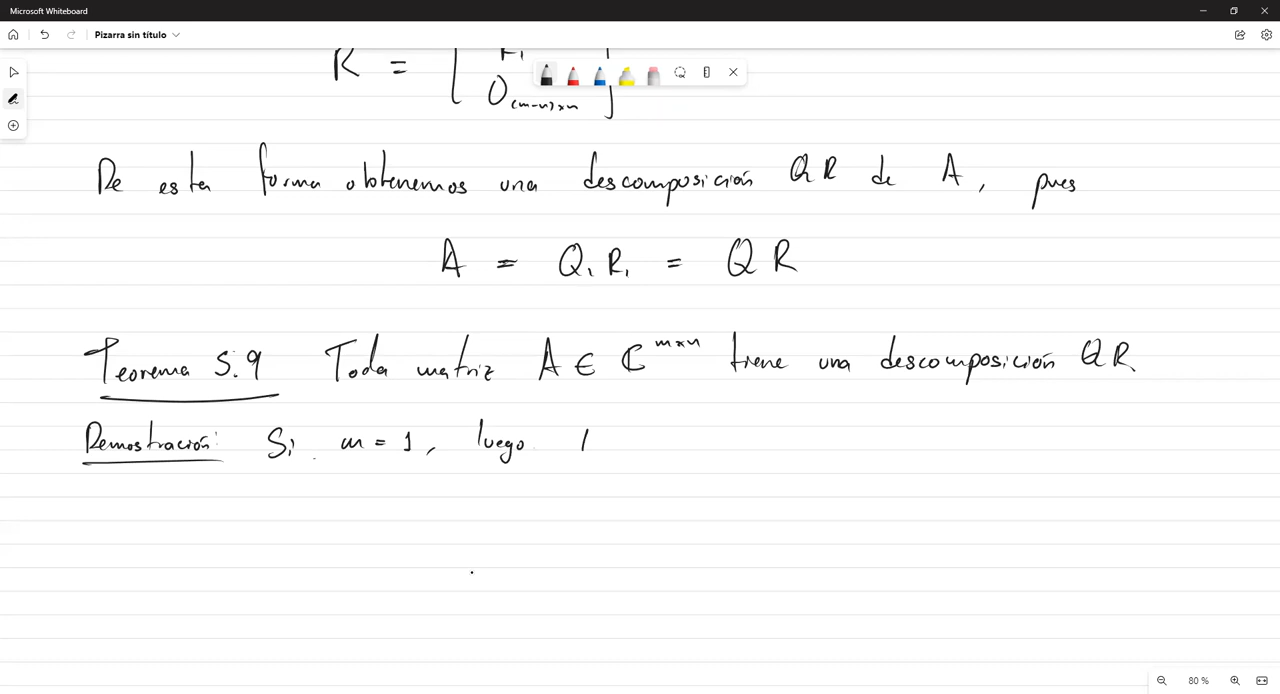 Microsoft Whiteboard
Pizarra sin título
R =
O(m-n)×n
De esta forma obtenemos una descomposición QR de A, pues
A = Q₁R₁ = QR
Teorema 5.9 Toda matriz A ∈ ℂ^{m×n} tiene una descomposición QR
Demostración: Si m = 1, luego
80 %